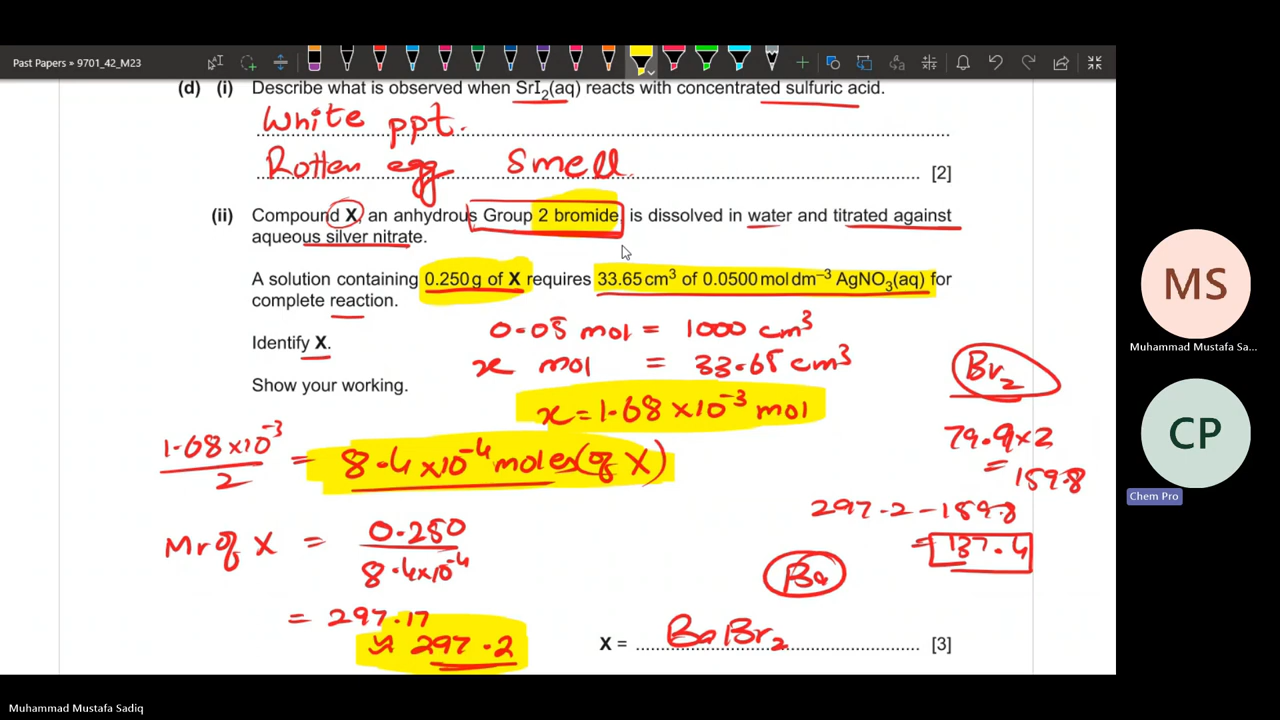 Past Papers » 9701_42_M23
(d) (i) Describe what is observed when SrI₂(aq) reacts with concentrated sulfuric acid.
White ppt.
Rotten egg smell.
[2]
(ii) Compound X, an anhydrous Group 2 bromide, is dissolved in water and titrated against
aqueous silver nitrate.
A solution containing 0.250 g of X requires 33.65 cm³ of 0.0500 mol dm⁻³ AgNO₃(aq) for
complete reaction.
0.05 mol = 1000 cm³
Identify X.
x mol = 33.65 cm³
Show your working.
x = 1.68 × 10⁻³ mol
1.68 × 10⁻³
2
= 8.4 × 10⁻⁴ moles (of X)
Br₂
79.9 × 2
= 159.8
297.2 – 159.8
= 137.4
Mr of X = 0.250
8.4 × 10⁻⁴
Ba
= 297.17
≈ 297.2
X = BaBr₂ [3]
MS
Muhammad Mustafa Sa...
CP
Chem Pro
Muhammad Mustafa Sadiq